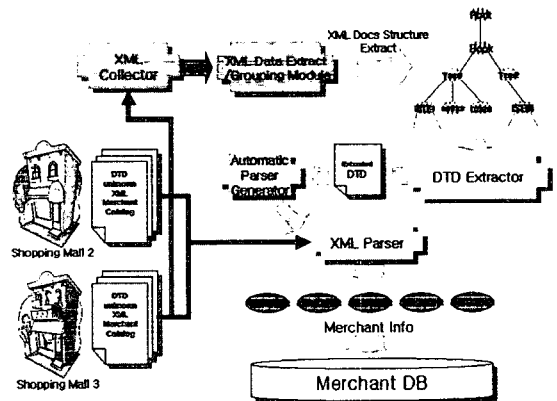 XML
Collector
XML Data Extract
/Grouping Module
XML Docs Structure
Extract
Book
DTD
unknown
XML
Merchant
Catalog
Shopping Mall 2
Automatic
Parser
Generator
Extracted
DTD
DTD Extractor
XML Parser
DTD
unknown
XML
Merchant
Catalog
Shopping Mall 3
Merchant Info
Merchant DB